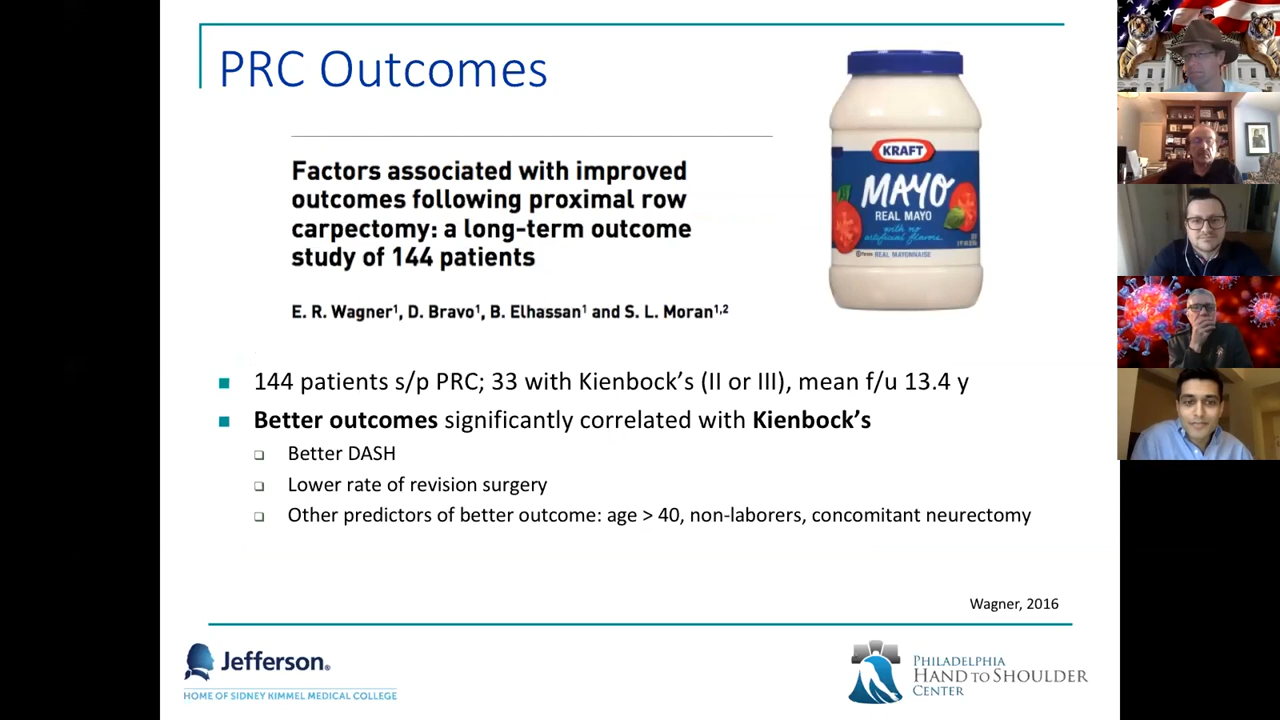 PRC Outcomes
Factors associated with improved
outcomes following proximal row
carpectomy: a long-term outcome
study of 144 patients
E. R. Wagner¹, D. Bravo¹, B. Elhassan¹ and S. L. Moran¹,²
KRAFT
MAYO
REAL MAYO
with no
artificial flavors
REAL MAYONNAISE
144 patients s/p PRC; 33 with Kienbock's (II or III), mean f/u 13.4 y
Better outcomes significantly correlated with Kienbock's
Better DASH
Lower rate of revision surgery
Other predictors of better outcome: age > 40, non-laborers, concomitant neurectomy
Wagner, 2016
Jefferson®
HOME OF SIDNEY KIMMEL MEDICAL COLLEGE
PHILADELPHIA
HAND TO SHOULDER
CENTER